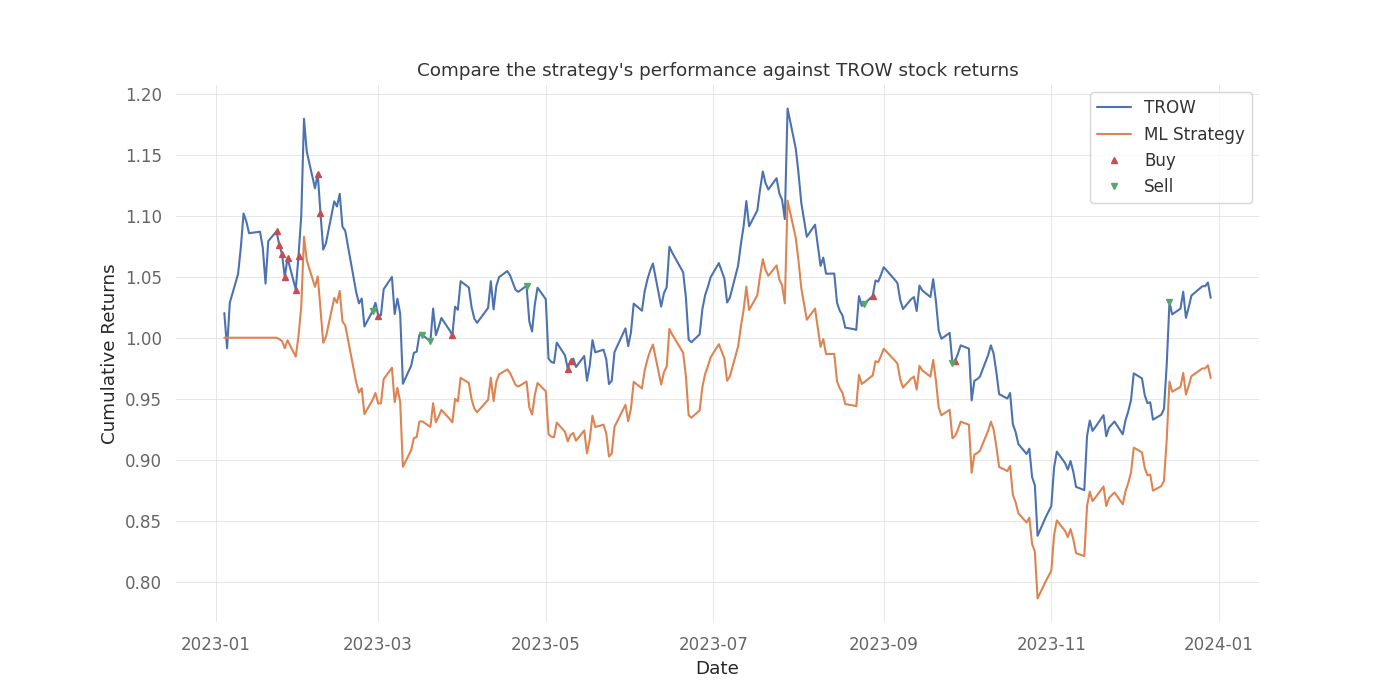 Compare the strategy's performance against TROW stock returns
TROW
ML Strategy
Buy
Sell
Cumulative Returns
1.20
1.15
1.10
1.05
1.00
0.95
0.90
0.85
0.80
2023-01
2023-03
2023-05
2023-07
2023-09
2023-11
2024-01
Date